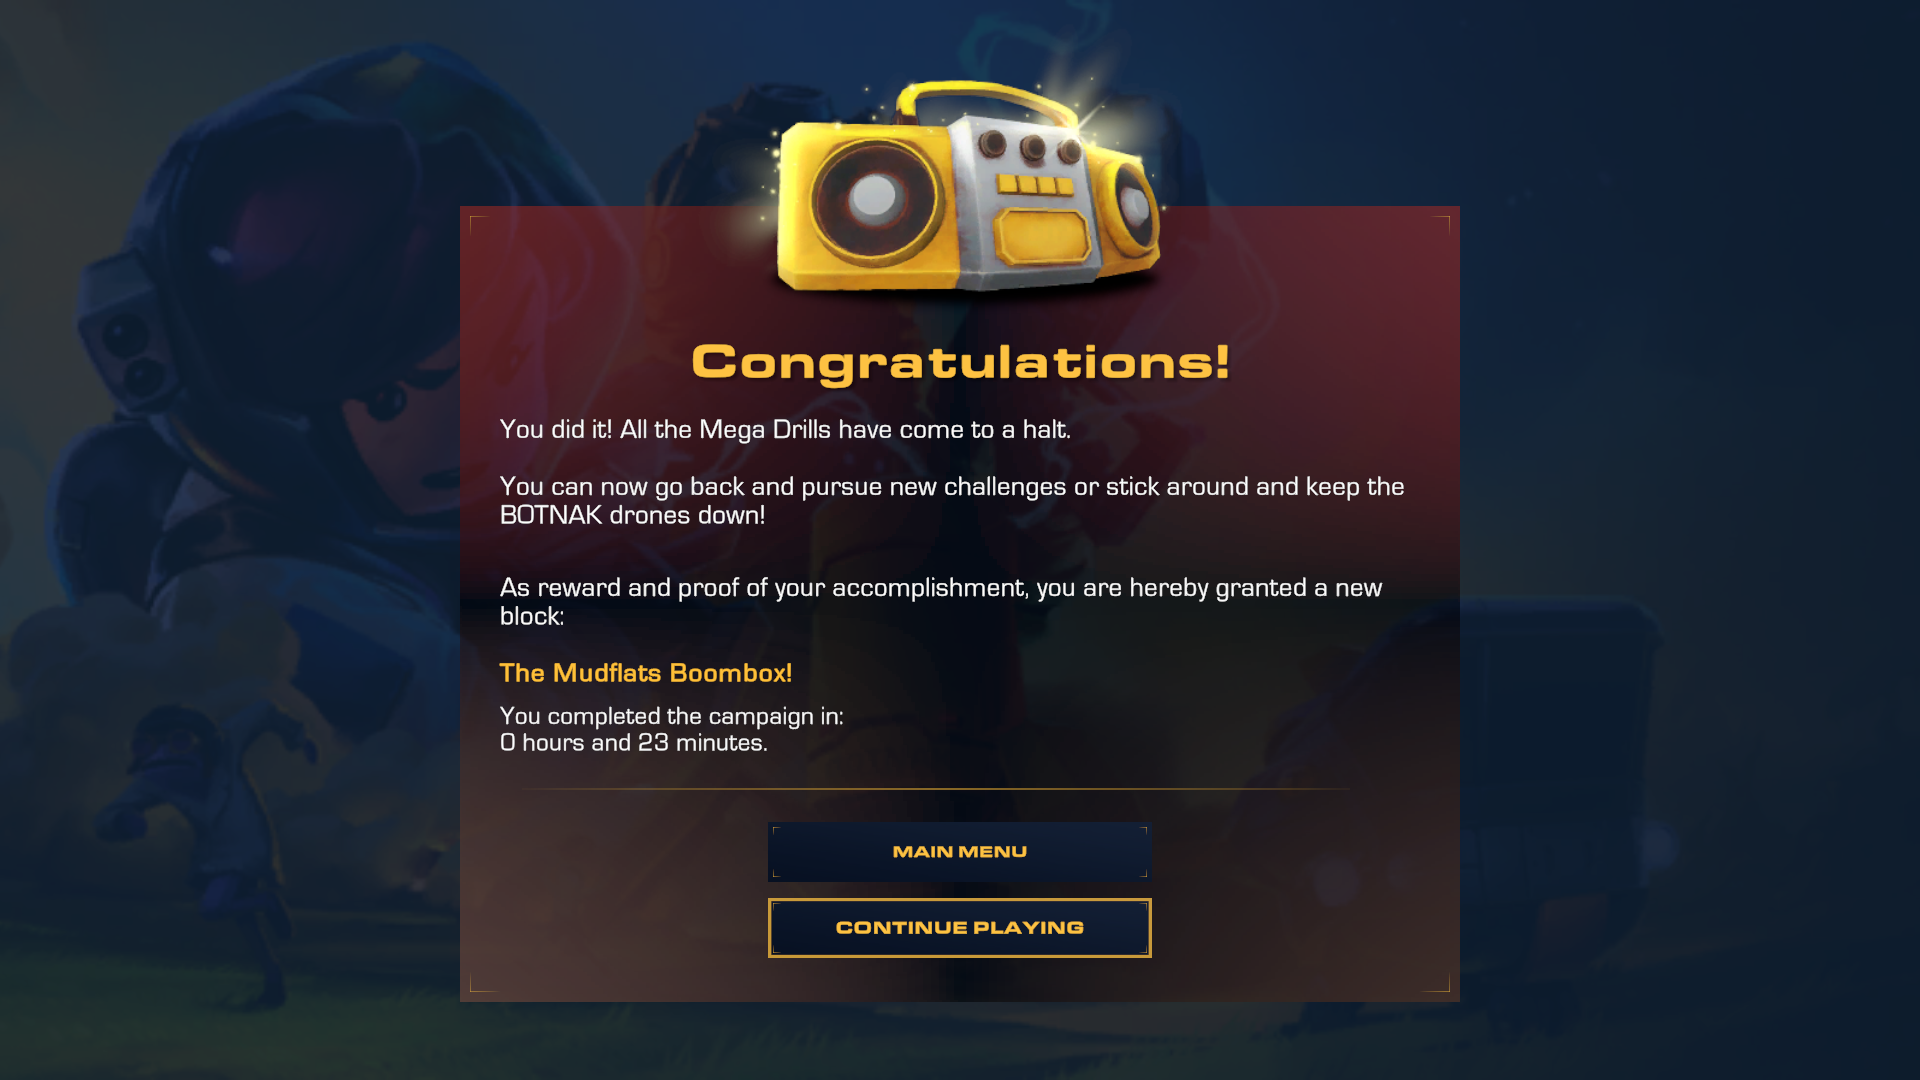 Congratulations!
You did it! All the Mega Drills have come to a halt.
You can now go back and pursue new challenges or stick around and keep the
BOTNAK drones down!
As reward and proof of your accomplishment, you are hereby granted a new
block:
The Mudflats Boombox!
You completed the campaign in:
0 hours and 23 minutes.
MAIN MENU
CONTINUE PLAYING